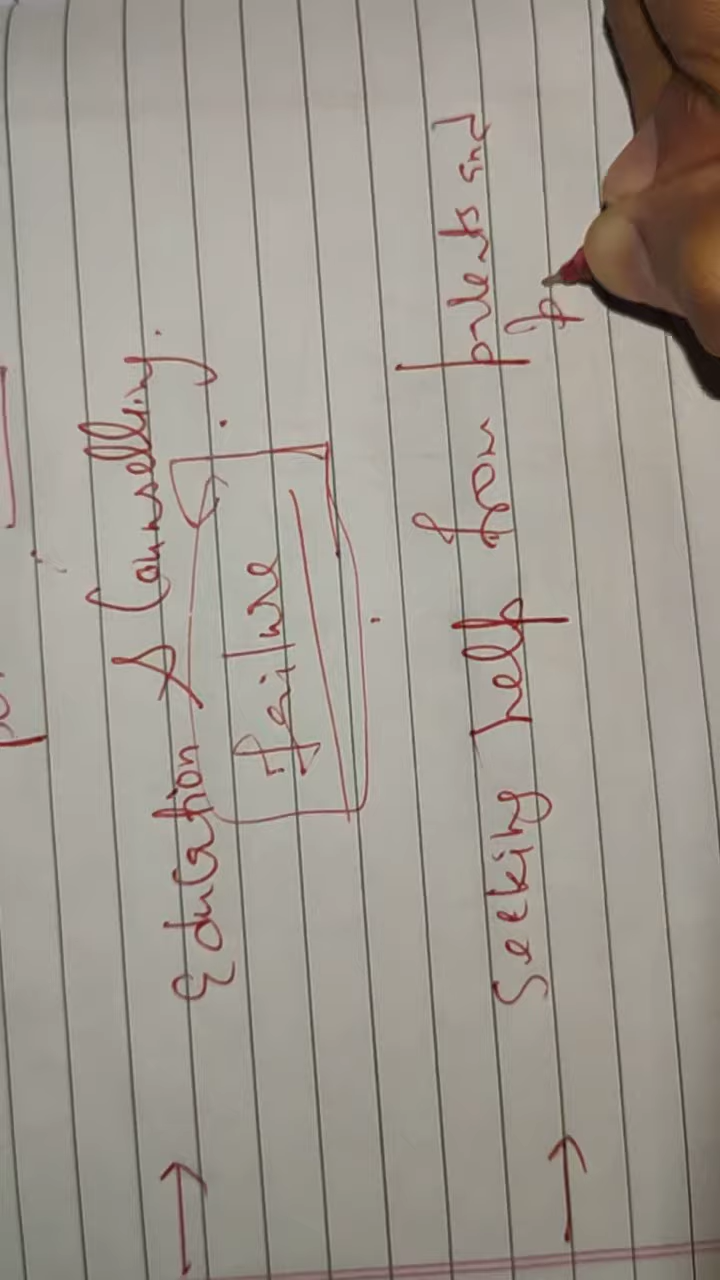 → Education & Counselling.
failure
→ Seeking help from parents and
p